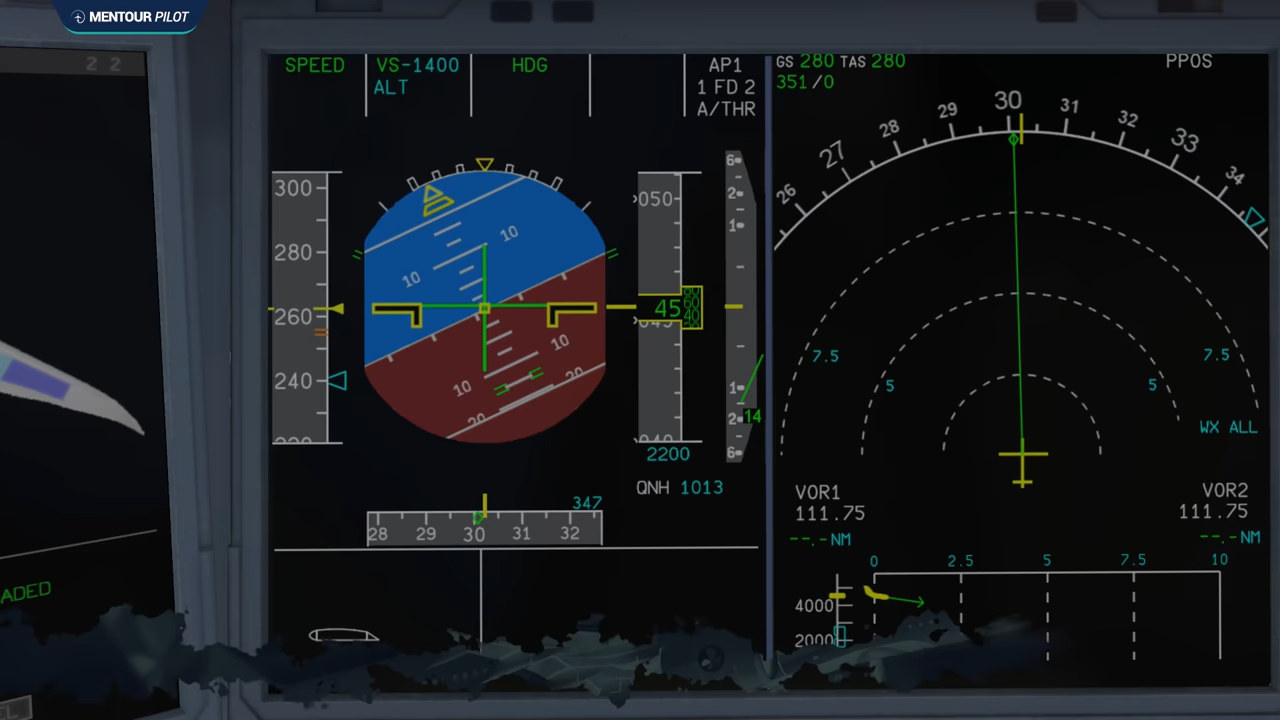 MENTOUR PILOT
2 2
SPEED
VS-1400
HDG
AP1
ALT
1 FD 2
A/THR
GS 280 TAS 280
PPOS
351/0
26 27 28 29 30 31 32 33 34
300
280
260
240
10
10
10
10
20
20
050
45
60
40
2200
QNH 1013
6
2
1
1
2
6
14
347
28 29 30 31 32
7.5
7.5
5
5
WX ALL
VOR1
111.75
--.-NM
VOR2
111.75
--.-NM
0 2.5 5 7.5 10
4000
2000
ADED